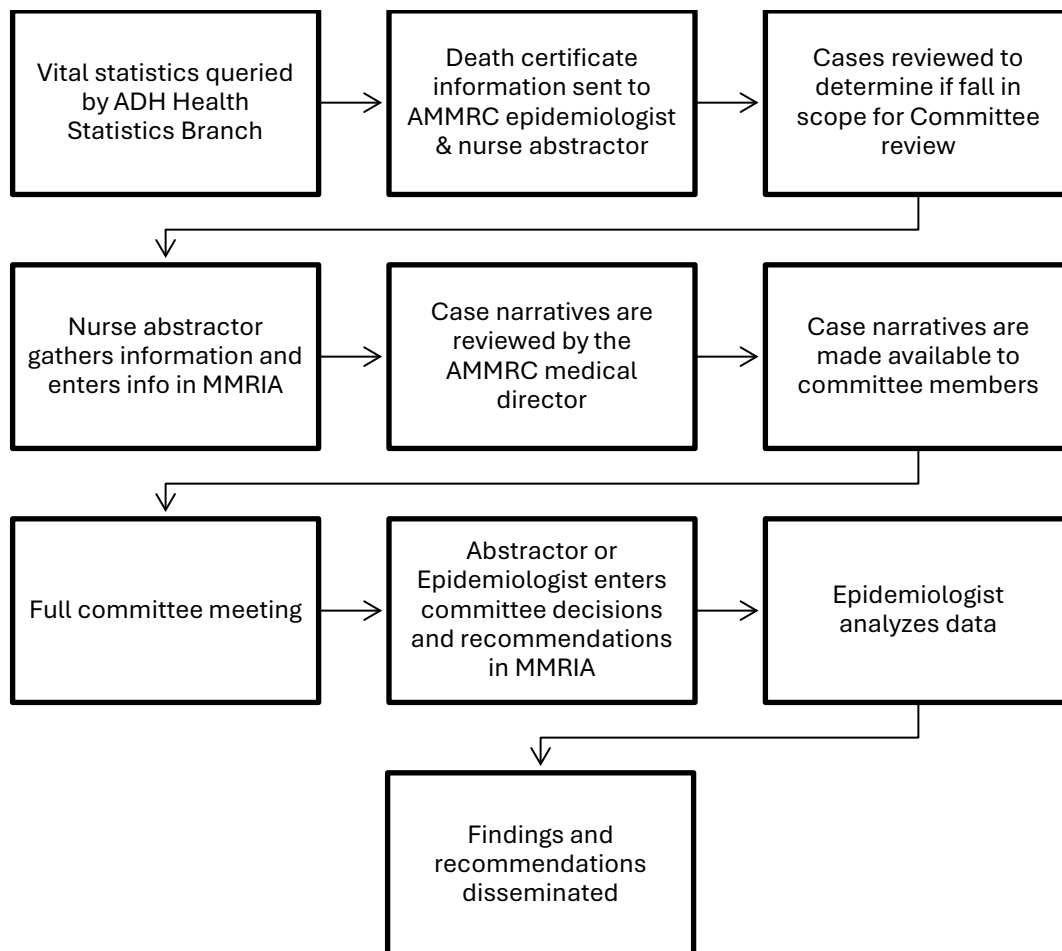 Vital statistics queried
by ADH Health
Statistics Branch
Death certificate
information sent to
AMMRC epidemiologist
& nurse abstractor
Cases reviewed to
determine if fall in
scope for Committee
review
Nurse abstractor
gathers information and
enters info in MMRIA
Case narratives are
reviewed by the
AMMRC medical
director
Case narratives are
made available to
committee members
Full committee meeting
Abstractor or
Epidemiologist enters
committee decisions
and recommendations
in MMRIA
Epidemiologist
analyzes data
Findings and
recommendations
disseminated